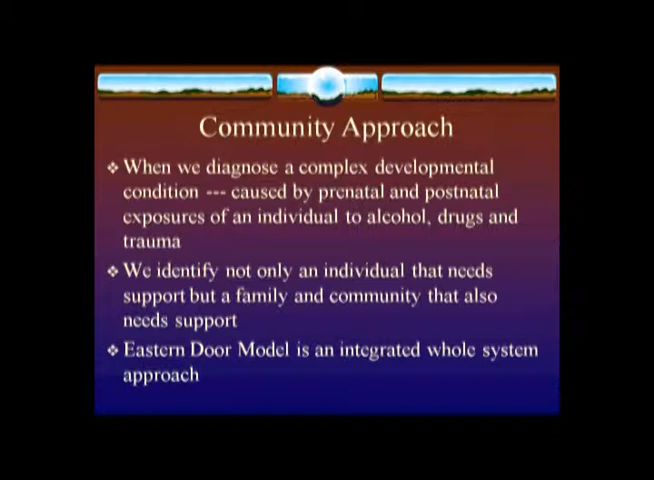 Community Approach
❖ When we diagnose a complex developmental
condition --- caused by prenatal and postnatal
exposures of an individual to alcohol, drugs and
trauma
❖ We identify not only an individual that needs
support but a family and community that also
needs support
❖ Eastern Door Model is an integrated whole system
approach